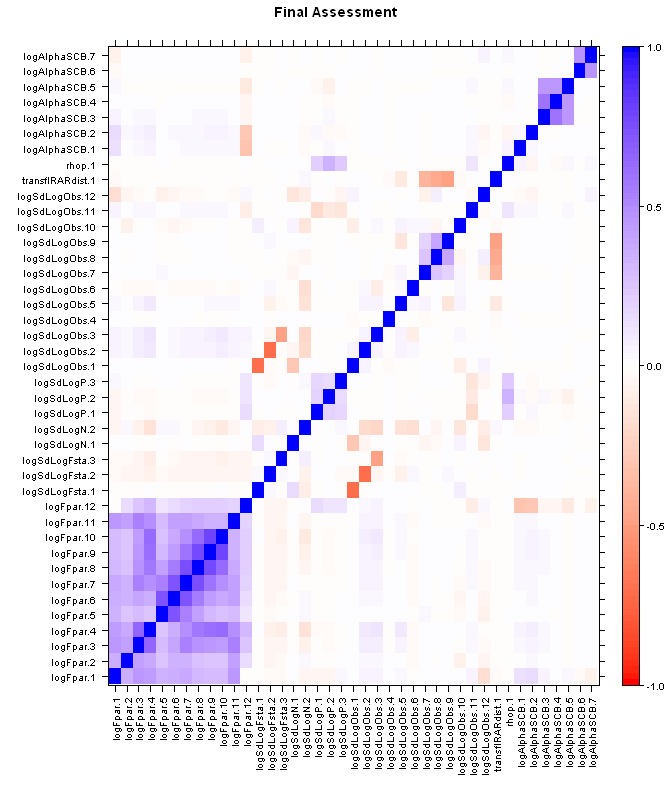 Final Assessment
logAlphaSCB.7
logAlphaSCB.6
logAlphaSCB.5
logAlphaSCB.4
logAlphaSCB.3
logAlphaSCB.2
logAlphaSCB.1
rhop.1
transfIRARdist.1
logSdLogObs.12
logSdLogObs.11
logSdLogObs.10
logSdLogObs.9
logSdLogObs.8
logSdLogObs.7
logSdLogObs.6
logSdLogObs.5
logSdLogObs.4
logSdLogObs.3
logSdLogObs.2
logSdLogObs.1
logSdLogP.3
logSdLogP.2
logSdLogP.1
logSdLogN.2
logSdLogN.1
logSdLogFsta.3
logSdLogFsta.2
logSdLogFsta.1
logFpar.12
logFpar.11
logFpar.10
logFpar.9
logFpar.8
logFpar.7
logFpar.6
logFpar.5
logFpar.4
logFpar.3
logFpar.2
logFpar.1
1.0
0.5
0.0
-0.5
-1.0
logFpar.1
logFpar.2
logFpar.3
logFpar.4
logFpar.5
logFpar.6
logFpar.7
logFpar.8
logFpar.9
logFpar.10
logFpar.11
logFpar.12
logSdLogFsta.1
logSdLogFsta.2
logSdLogFsta.3
logSdLogN.1
logSdLogN.2
logSdLogP.1
logSdLogP.2
logSdLogP.3
logSdLogObs.1
logSdLogObs.2
logSdLogObs.3
logSdLogObs.4
logSdLogObs.5
logSdLogObs.6
logSdLogObs.7
logSdLogObs.8
logSdLogObs.9
logSdLogObs.10
logSdLogObs.11
logSdLogObs.12
transfIRARdist.1
rhop.1
logAlphaSCB.1
logAlphaSCB.2
logAlphaSCB.3
logAlphaSCB.4
logAlphaSCB.5
logAlphaSCB.6
logAlphaSCB.7